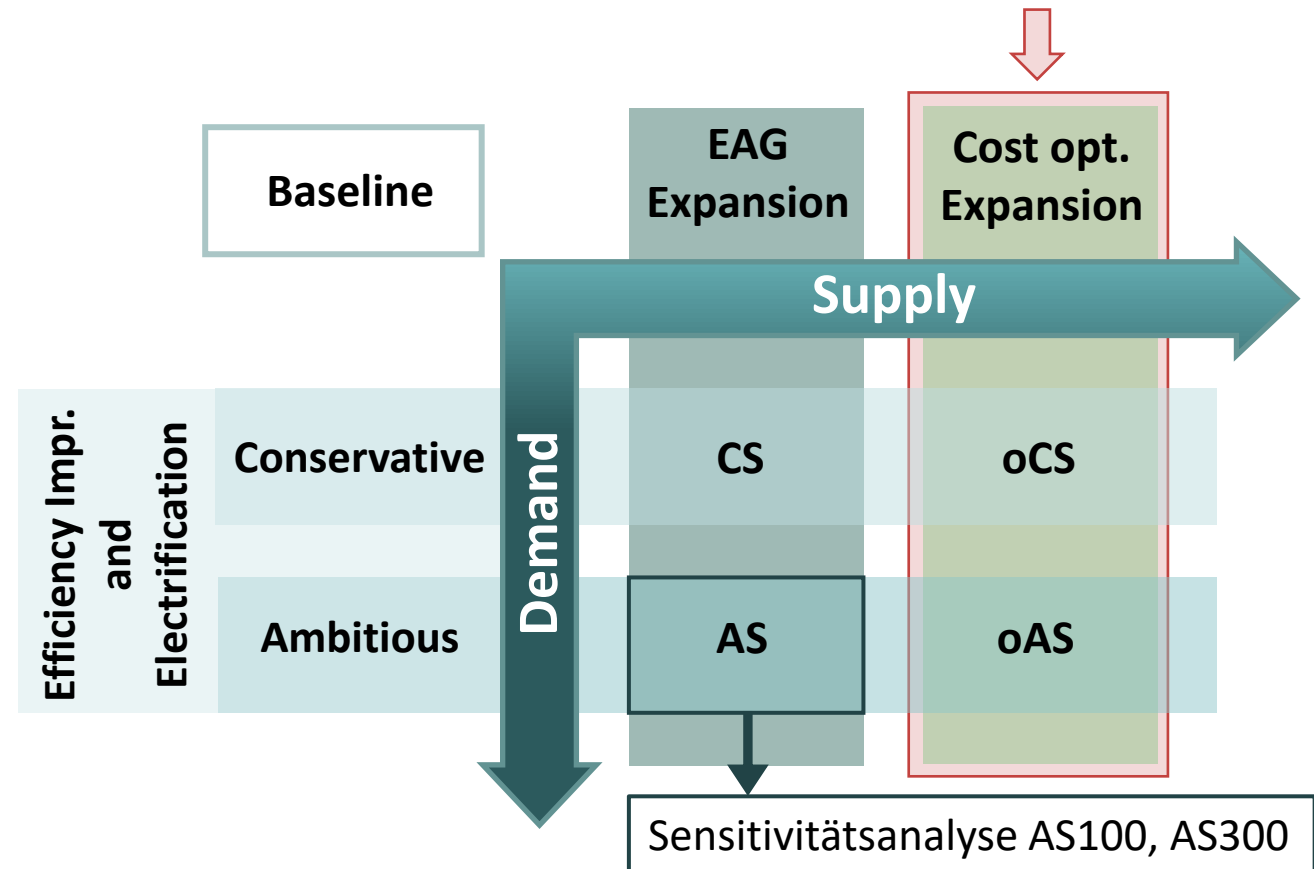 Baseline
EAG
Expansion
Cost opt.
Expansion
Supply
Demand
Efficiency Impr.
and
Electrification
Conservative
CS
oCS
Ambitious
AS
oAS
Sensitivitätsanalyse AS100, AS300